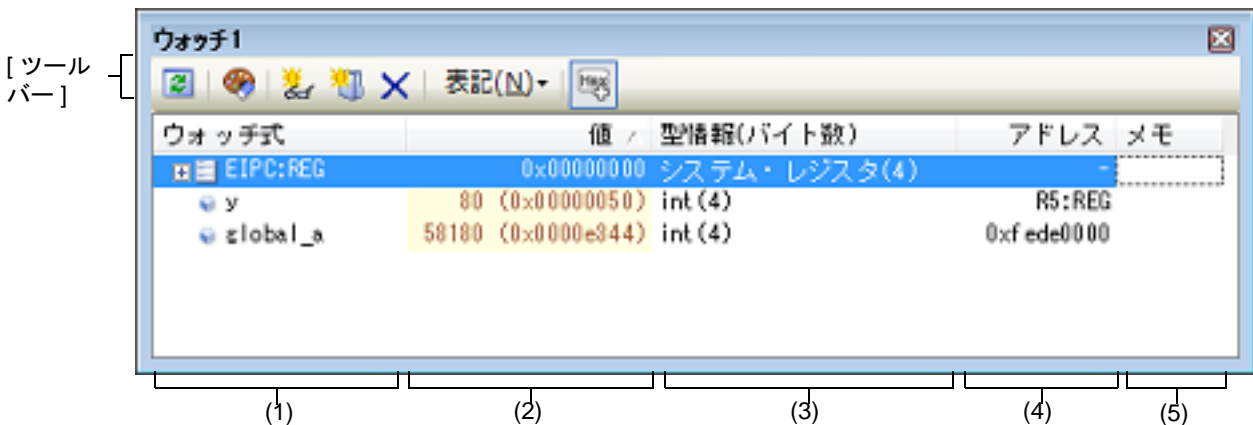 ウォッチ1
[ツールバー]
表記(N)
Hex
ウォッチ式 値 型情報(バイト数) アドレス メモ
EIPC:REG 0x00000000 システム・レジスタ(4) -
y 80 (0x00000050) int(4) R5:REG
global_a 58180 (0x0000e344) int(4) 0xfede0000
(1) (2) (3) (4) (5)